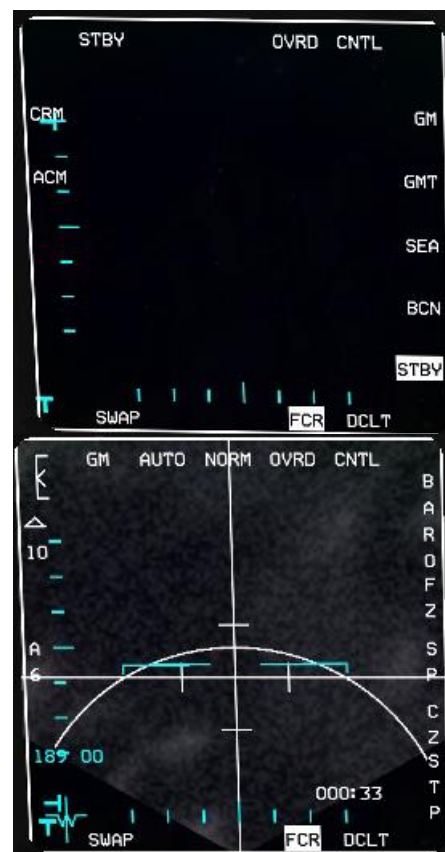 STBY OVRD CNTL
CRM
GM
ACM
GMT
SEA
BCN
STBY
SWAP FCR DCLT
GM AUTO NORM OVRD CNTL
B
A
R
O
10
F
Z
A
S
6
P
C
Z
189 00
S
000:33
T
P
SWAP FCR DCLT